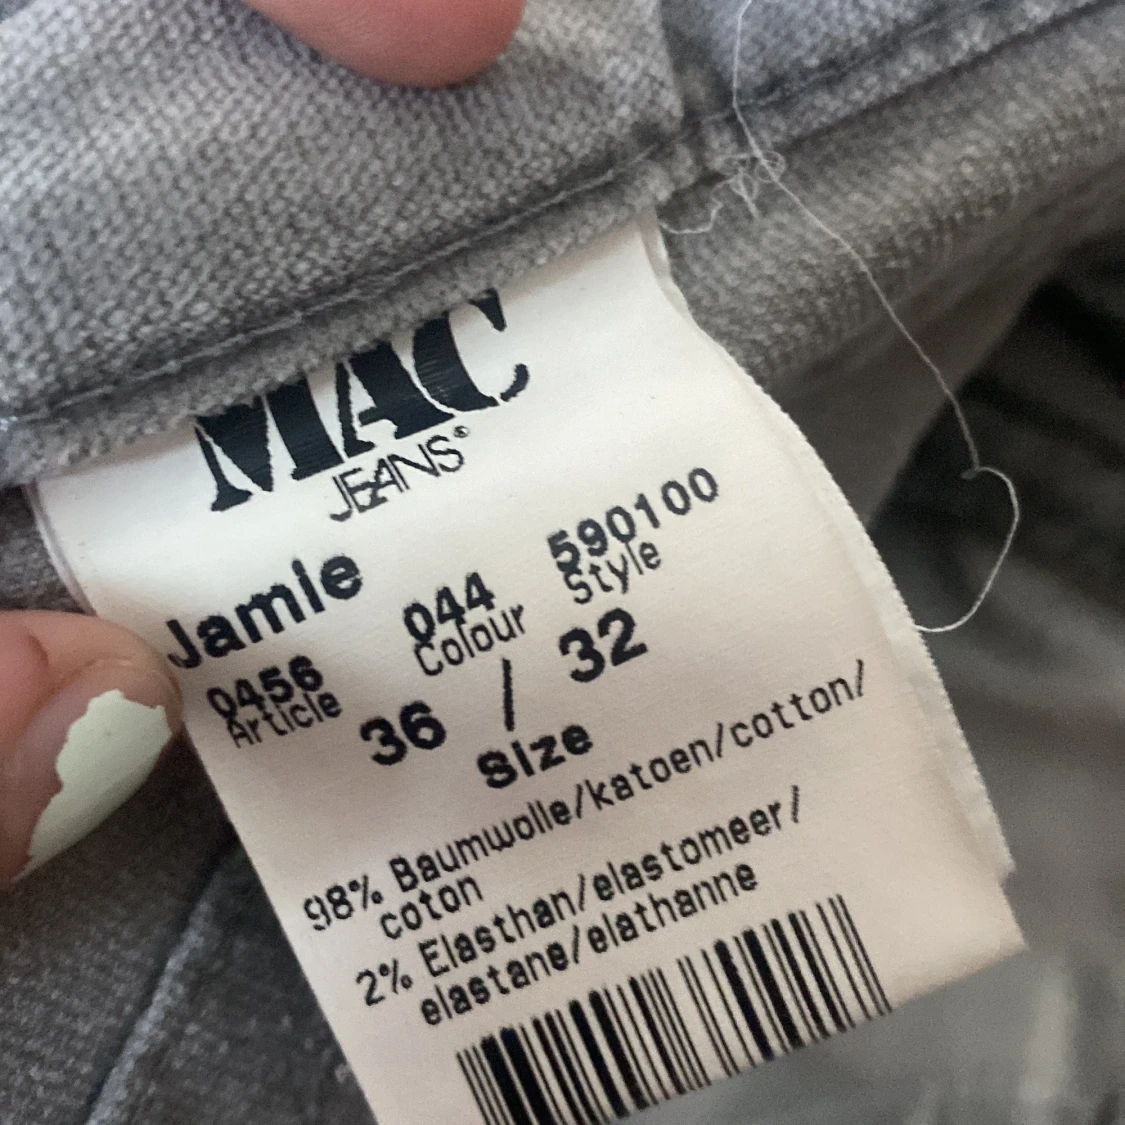 MAC
JEANS®
Jamie
0456 044 590100
Article Colour Style
36 / 32
Size
98% Baumwolle/katoen/cotton/
coton
2% Elasthan/elastomeer/
elastane/elathanne